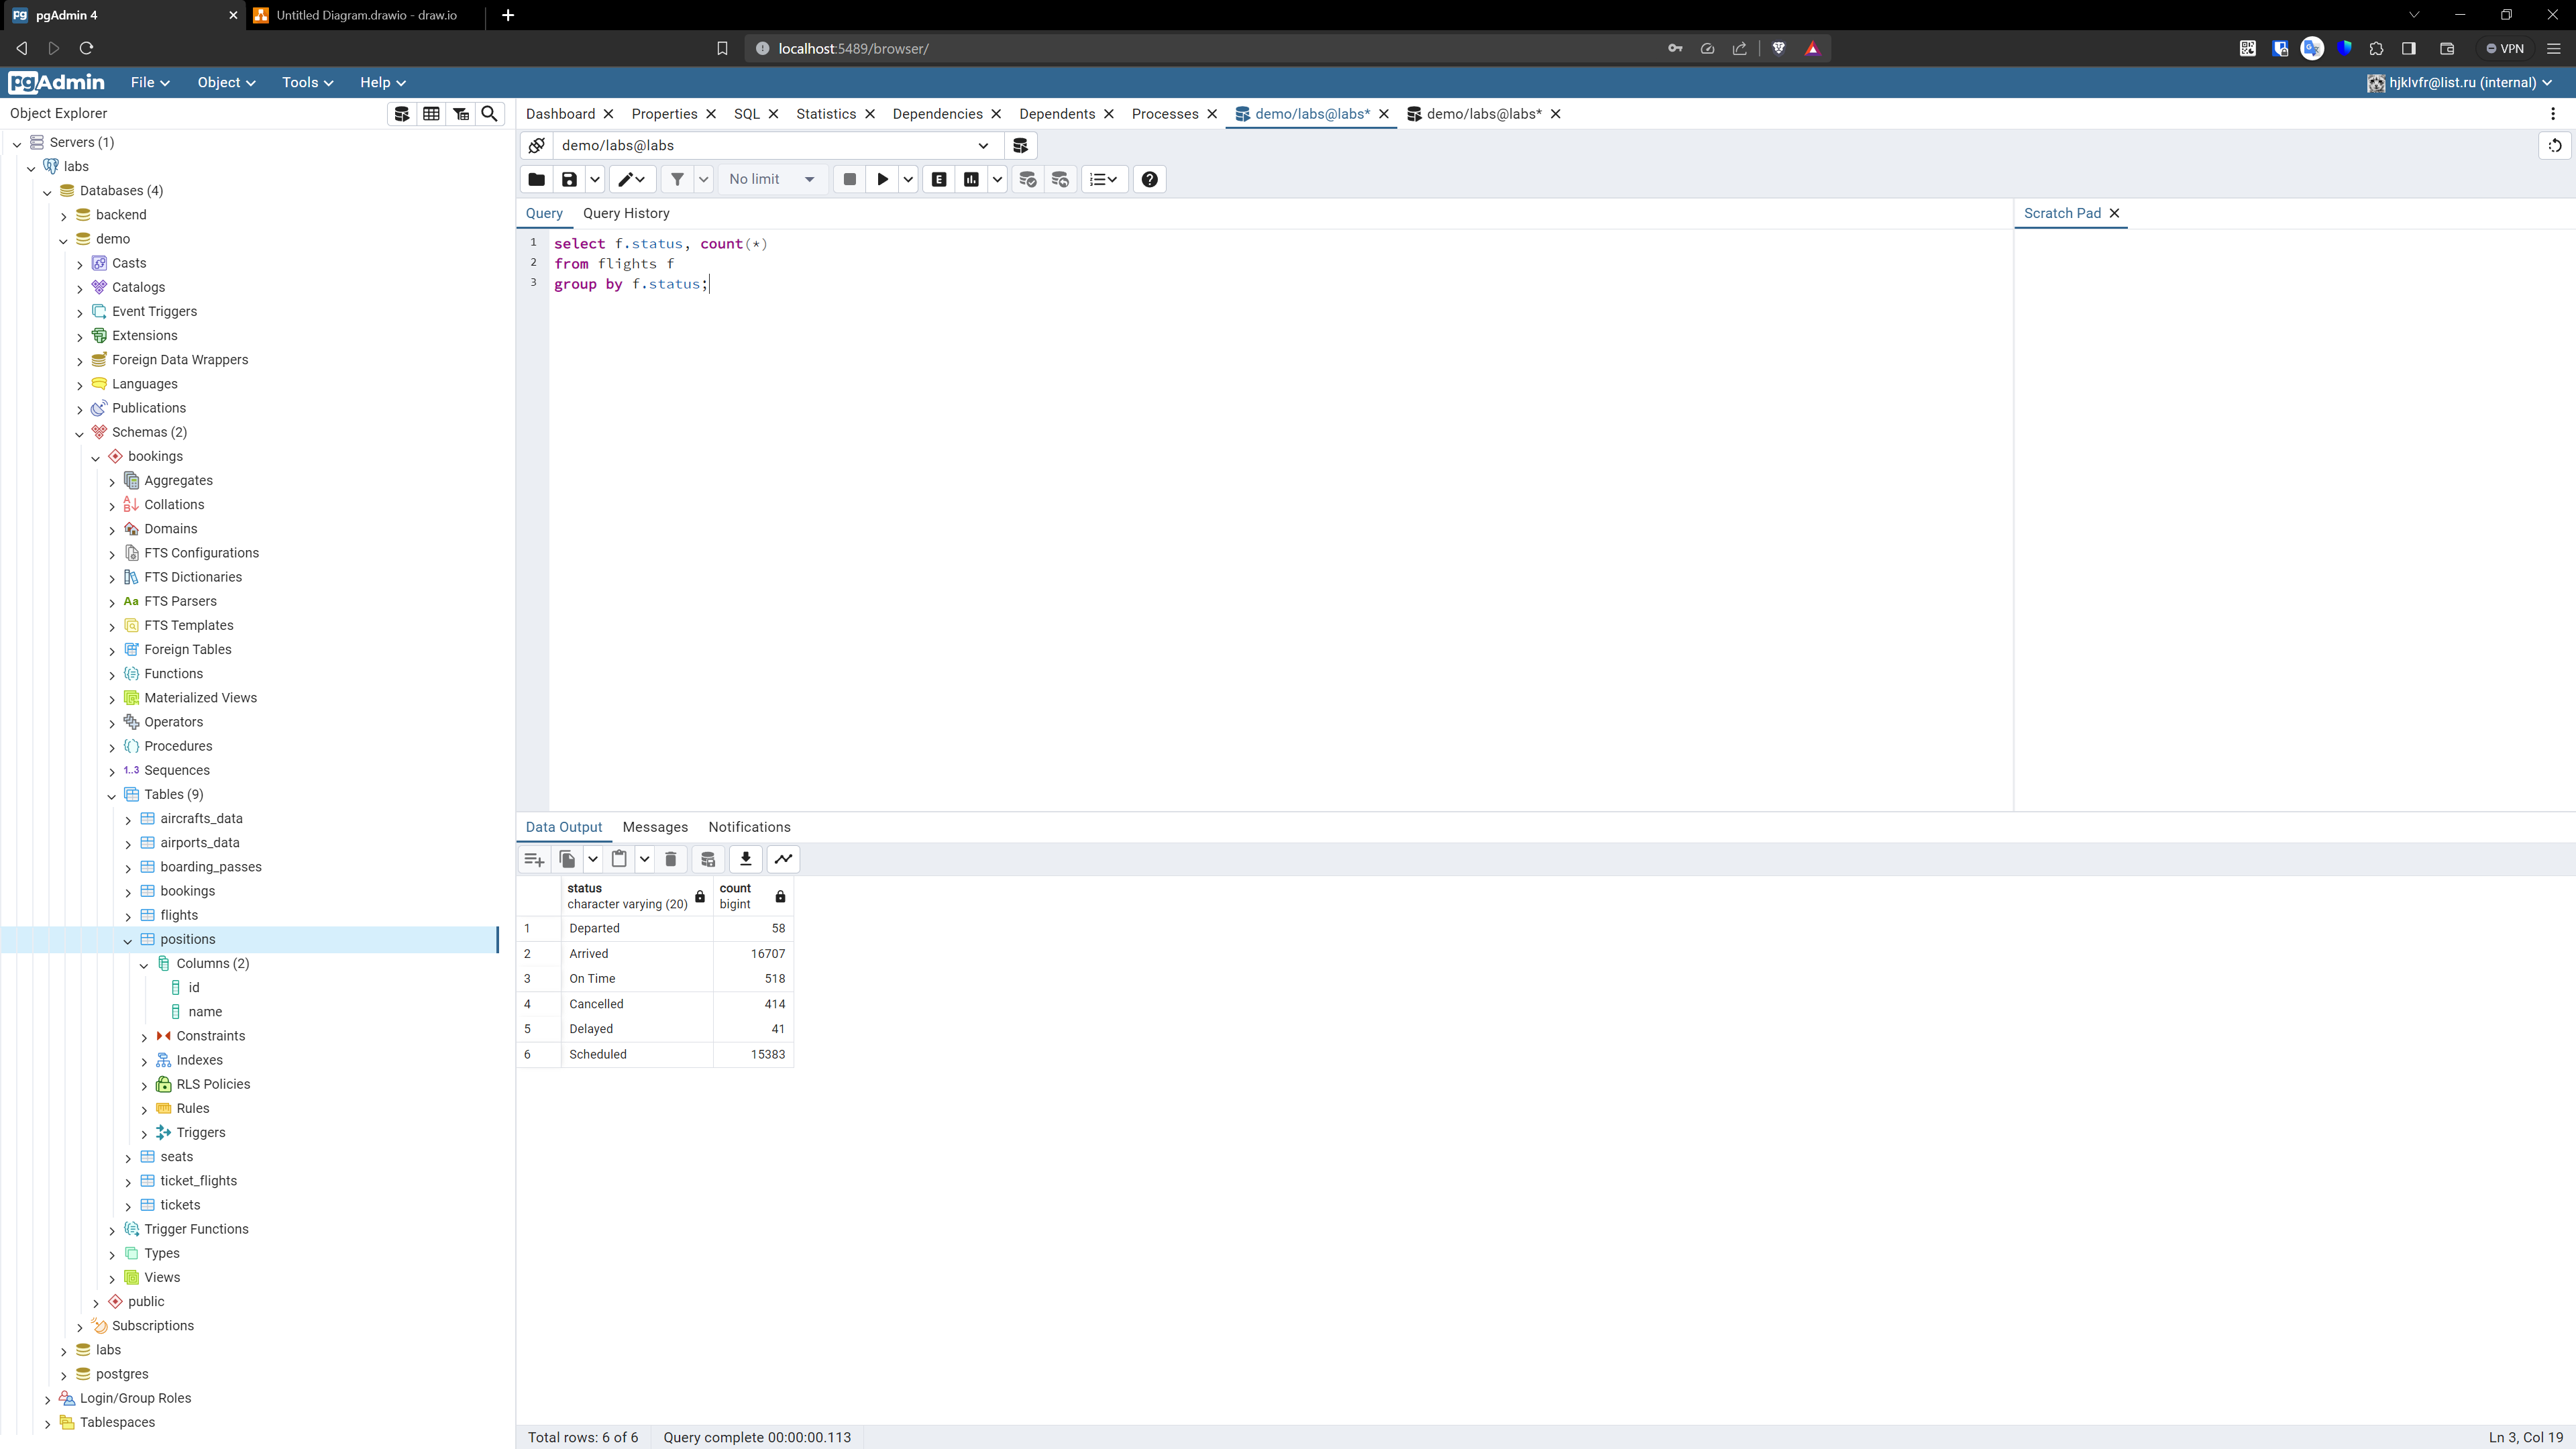 pgAdmin 4
Untitled Diagram.drawio - draw.io
localhost:5489/browser/
VPN
pgAdmin File Object Tools Help hjklvfr@list.ru (internal)
Object Explorer
Servers (1)
labs
Databases (4)
backend
demo
Casts
Catalogs
Event Triggers
Extensions
Foreign Data Wrappers
Languages
Publications
Schemas (2)
bookings
Aggregates
Collations
Domains
FTS Configurations
FTS Dictionaries
Aa FTS Parsers
FTS Templates
Foreign Tables
Functions
Materialized Views
Operators
Procedures
1..3 Sequences
Tables (9)
aircrafts_data
airports_data
boarding_passes
bookings
flights
positions
Columns (2)
id
name
Constraints
Indexes
RLS Policies
Rules
Triggers
seats
ticket_flights
tickets
Trigger Functions
Types
Views
public
Subscriptions
labs
postgres
Login/Group Roles
Tablespaces
Dashboard Properties SQL Statistics Dependencies Dependents Processes demo/labs@labs* demo/labs@labs*
demo/labs@labs
No limit E
Query Query History
1 select f.status, count(*)
2 from flights f
3 group by f.status;
Scratch Pad
Data Output Messages Notifications
status count
character varying (20) bigint
1 Departed 58
2 Arrived 16707
3 On Time 518
4 Cancelled 414
5 Delayed 41
6 Scheduled 15383
Total rows: 6 of 6 Query complete 00:00:00.113 Ln 3, Col 19